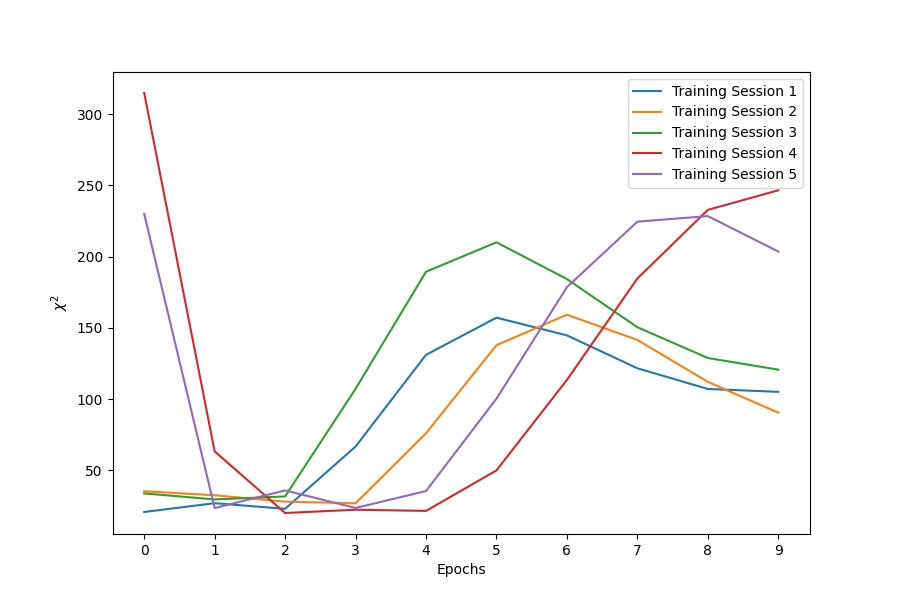 Training Session 1
Training Session 2
Training Session 3
Training Session 4
Training Session 5
300
250
200
150
100
50
χ²
0 1 2 3 4 5 6 7 8 9
Epochs